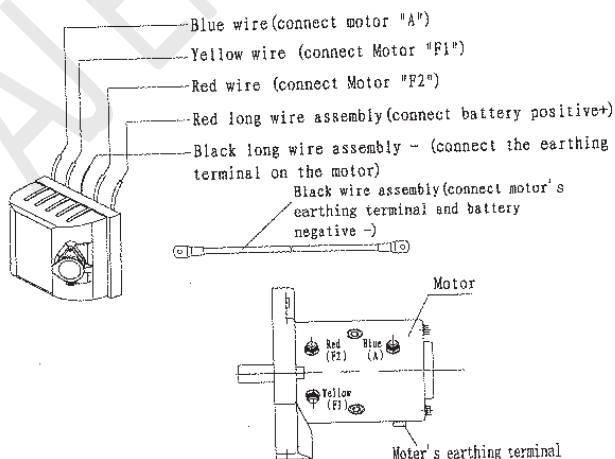 Blue wire(connect motor "A")
Yellow wire (connect Motor "F1")
Red wire (connect Motor "F2")
Red long wire assembly(connect battery positive+)
Black long wire assembly - (connect the earthing
terminal on the motor)
Black wire assembly(connect motor's
earthing terminal and battery
negative -)
Motor
Red
(F2)
Blue
(A)
Yellow
(F1)
Moter's earthing terminal